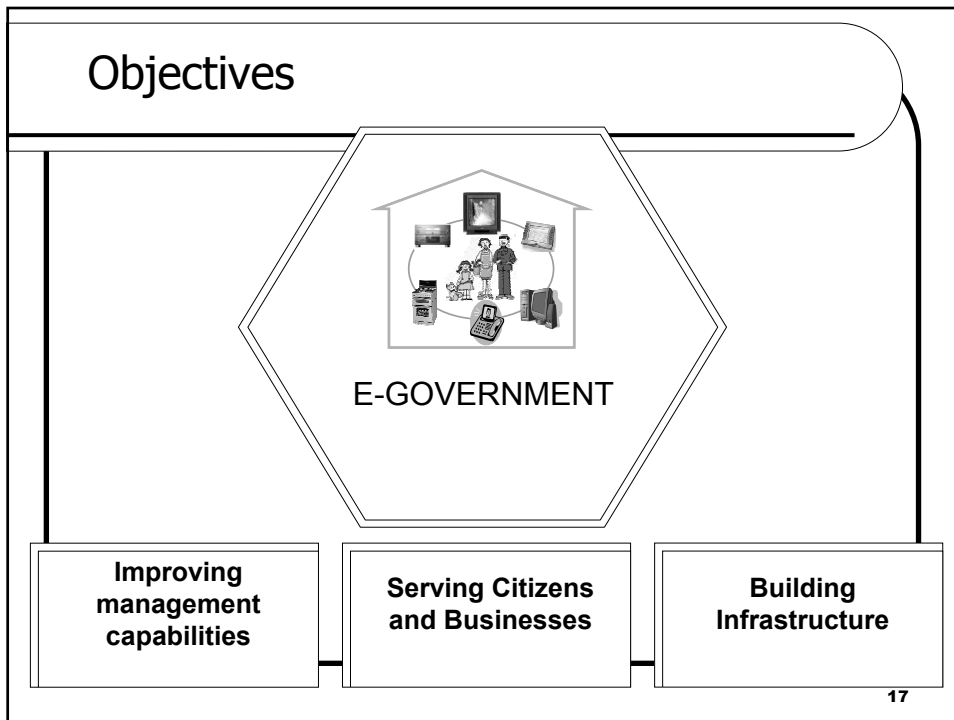 Objectives
E-GOVERNMENT
Improving
management
capabilities
Serving Citizens
and Businesses
Building
Infrastructure
17